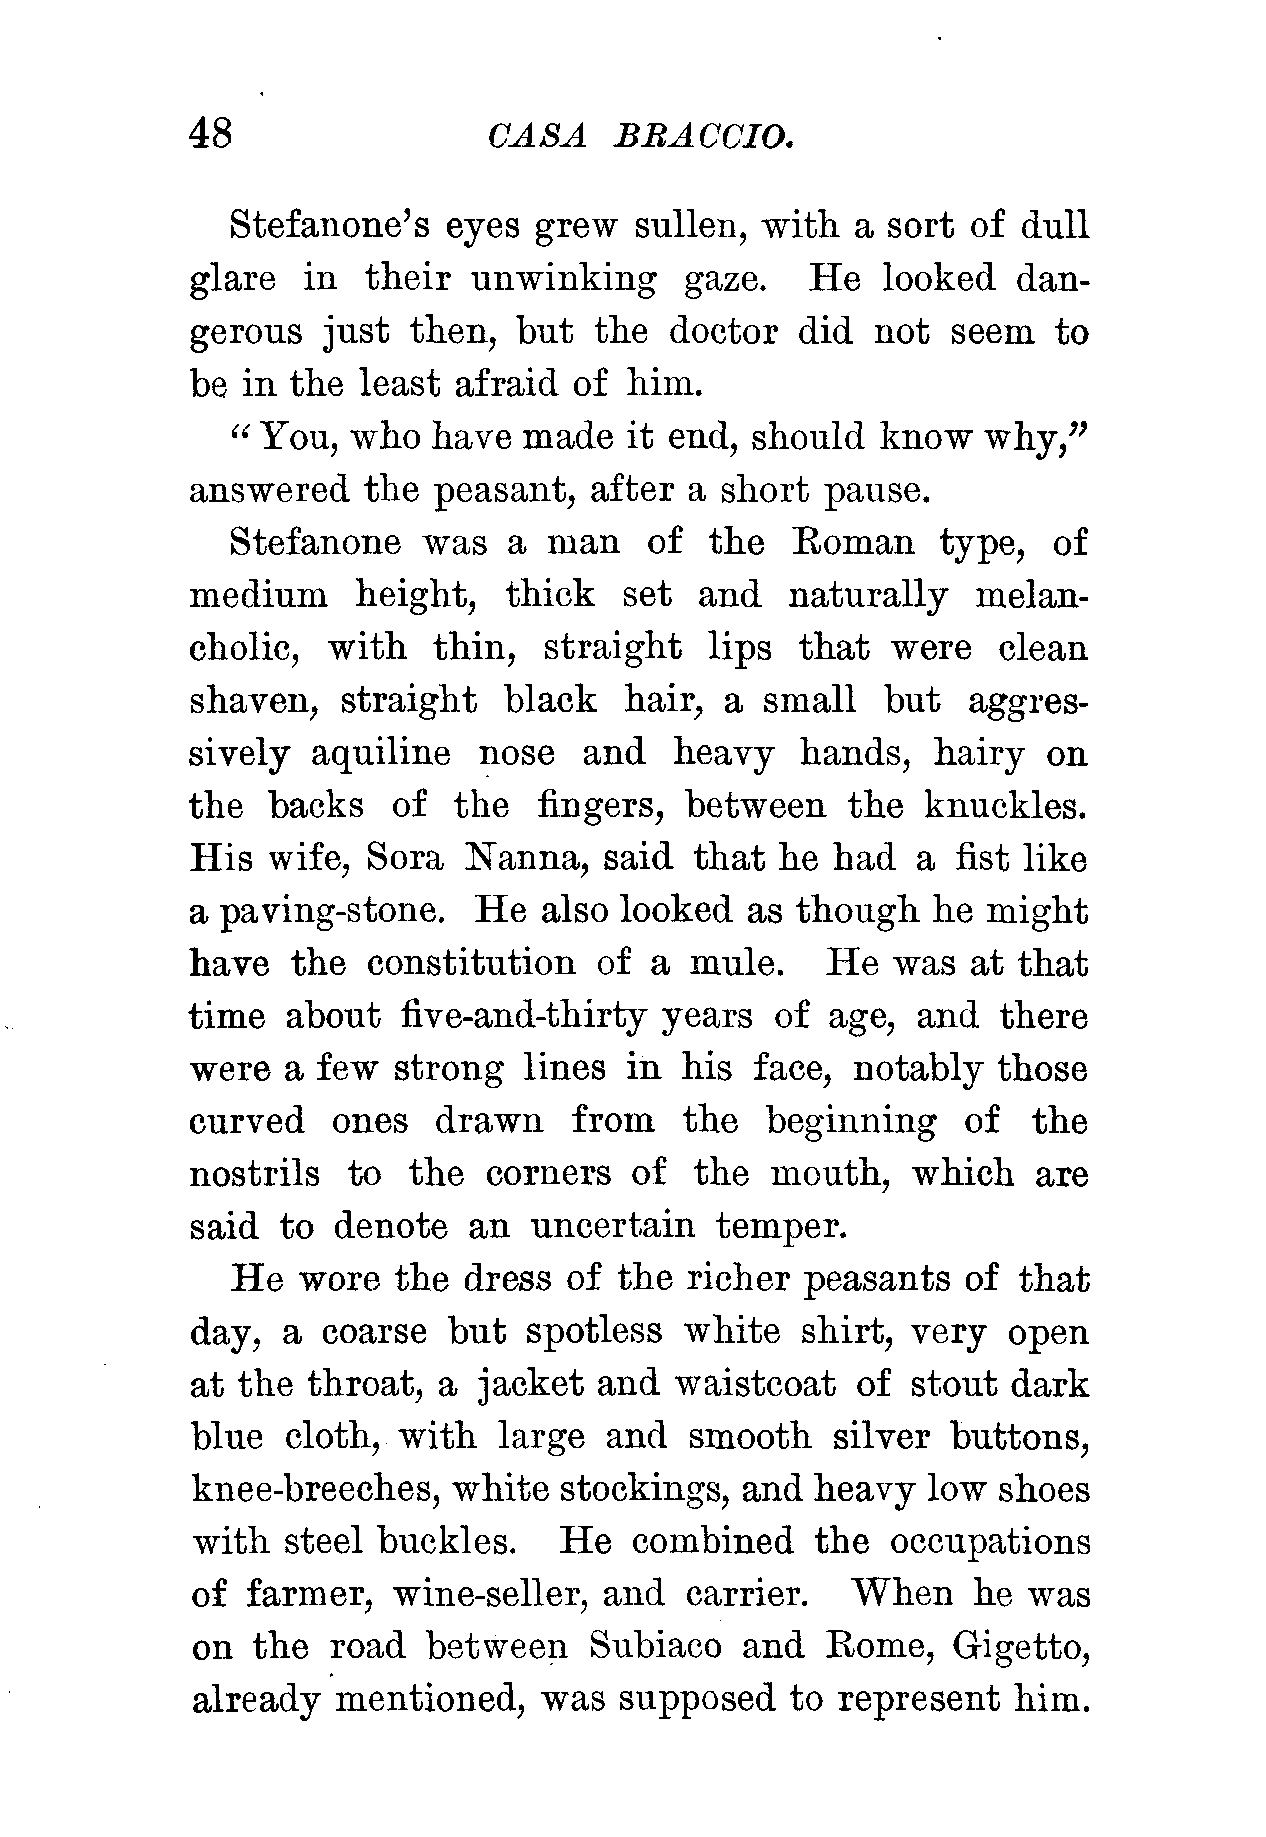 48 CASA BRACCIO.
Stefanone's eyes grew sullen, with a sort of dull
glare in their unwinking gaze. He looked dan-
gerous just then, but the doctor did not seem to
be in the least afraid of him.
“You, who have made it end, should know why,”
answered the peasant, after a short pause.
Stefanone was a man of the Roman type, of
medium height, thick set and naturally melan-
cholic, with thin, straight lips that were clean
shaven, straight black hair, a small but aggres-
sively aquiline nose and heavy hands, hairy on
the backs of the fingers, between the knuckles.
His wife, Sora Nanna, said that he had a fist like
a paving-stone. He also looked as though he might
have the constitution of a mule. He was at that
time about five-and-thirty years of age, and there
were a few strong lines in his face, notably those
curved ones drawn from the beginning of the
nostrils to the corners of the mouth, which are
said to denote an uncertain temper.
He wore the dress of the richer peasants of that
day, a coarse but spotless white shirt, very open
at the throat, a jacket and waistcoat of stout dark
blue cloth, with large and smooth silver buttons,
knee-breeches, white stockings, and heavy low shoes
with steel buckles. He combined the occupations
of farmer, wine-seller, and carrier. When he was
on the road between Subiaco and Rome, Gigetto,
already mentioned, was supposed to represent him.